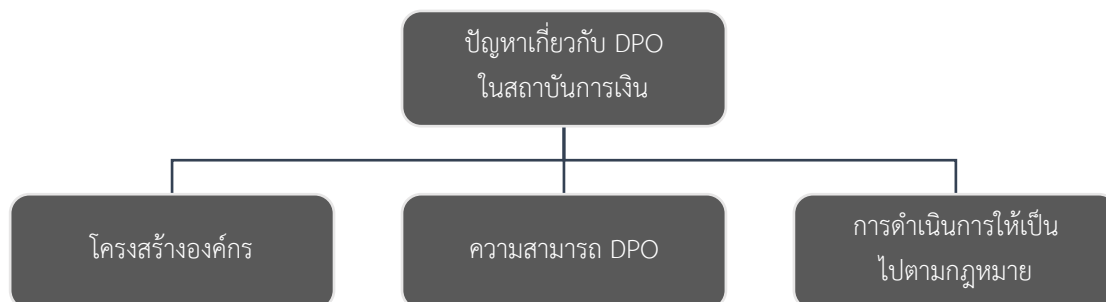 ปัญหาเกี่ยวกับ DPO
ในสถาบันการเงิน
โครงสร้างองค์กร
ความสามารถ DPO
การดำเนินการให้เป็น
ไปตามกฎหมาย